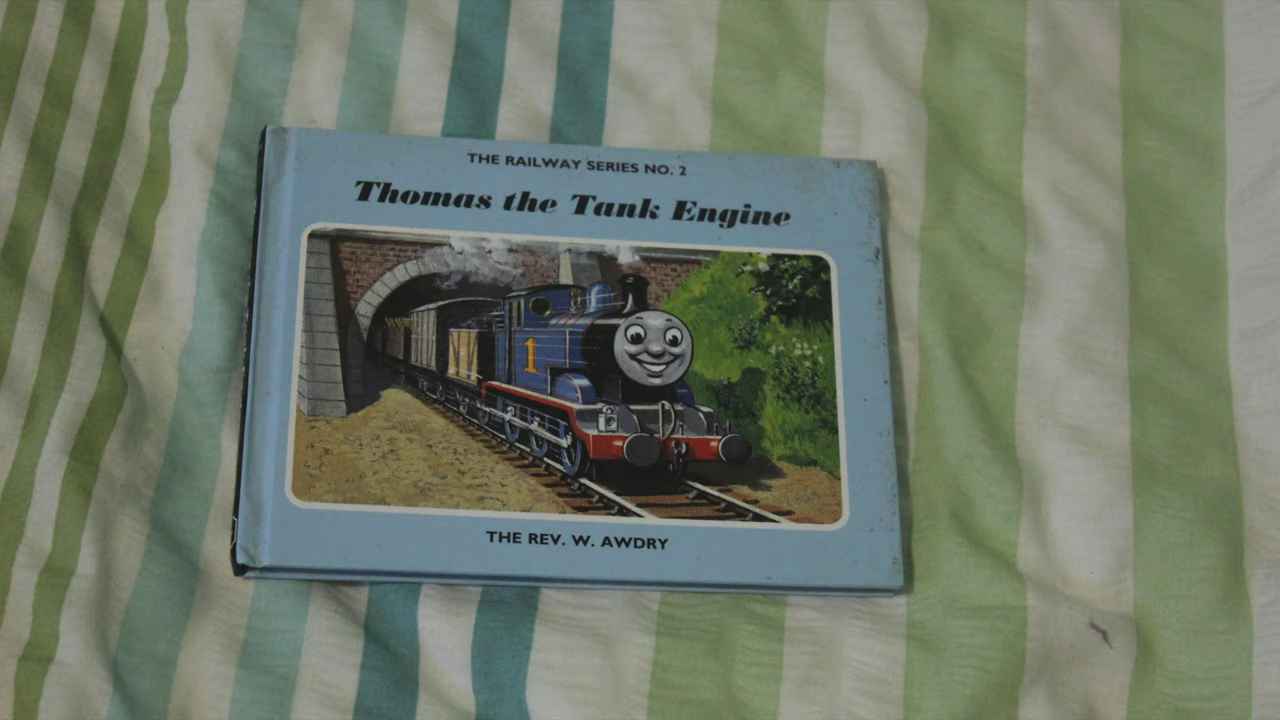 THE RAILWAY SERIES NO. 2
Thomas the Tank Engine
1
THE REV. W. AWDRY